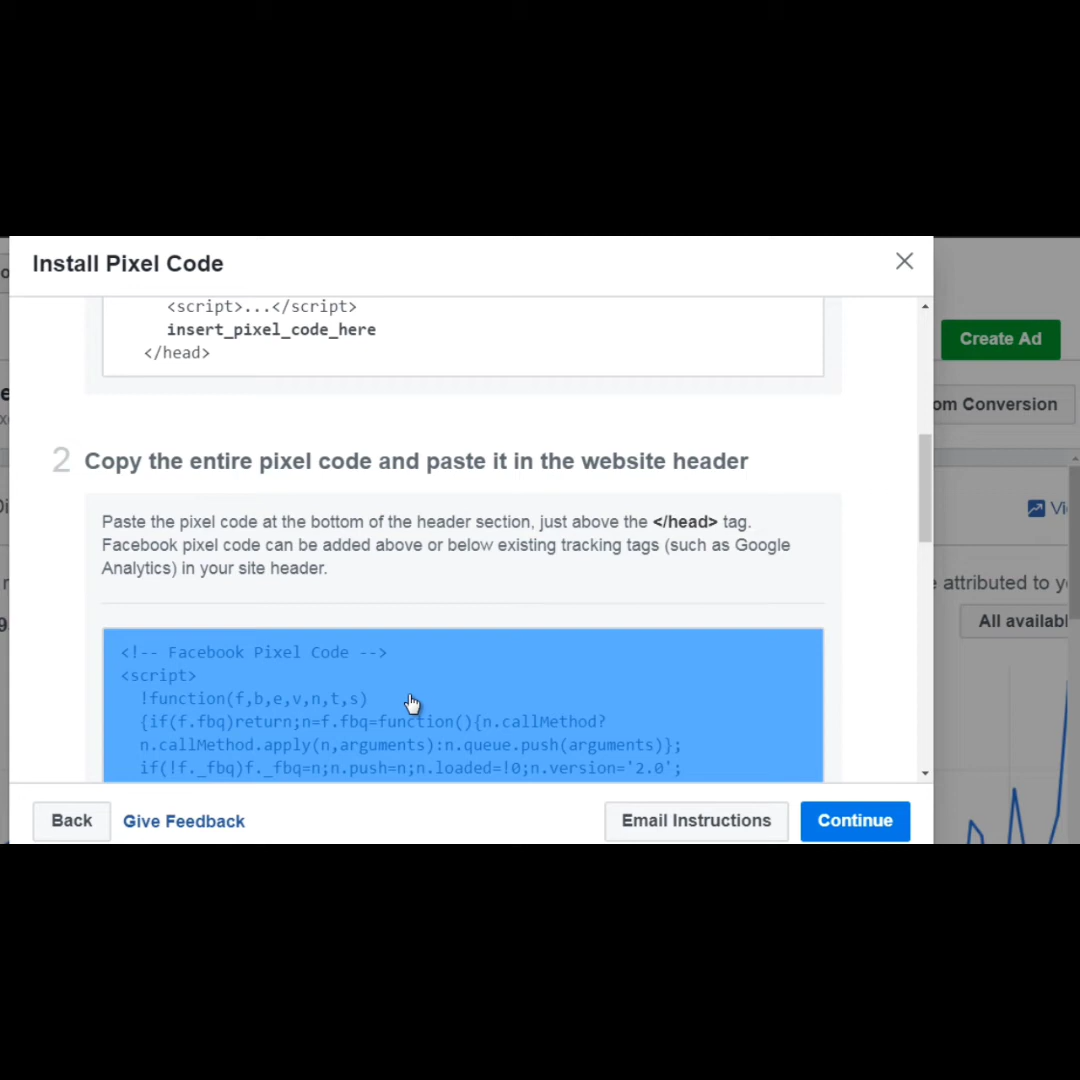 Install Pixel Code
<script>...</script>
insert_pixel_code_here
</head>
Create Ad
om Conversion
2 Copy the entire pixel code and paste it in the website header
Paste the pixel code at the bottom of the header section, just above the </head> tag.
Facebook pixel code can be added above or below existing tracking tags (such as Google
Analytics) in your site header.
attributed to
All availabl
<!-- Facebook Pixel Code -->
<script>
!function(f,b,e,v,n,t,s)
{if(f.fbq)return;n=f.fbq=function(){n.callMethod?
n.callMethod.apply(n,arguments):n.queue.push(arguments)};
if(!f._fbq)f._fbq=n;n.push=n;n.loaded=!0;n.version='2.0';
Back
Give Feedback
Email Instructions
Continue